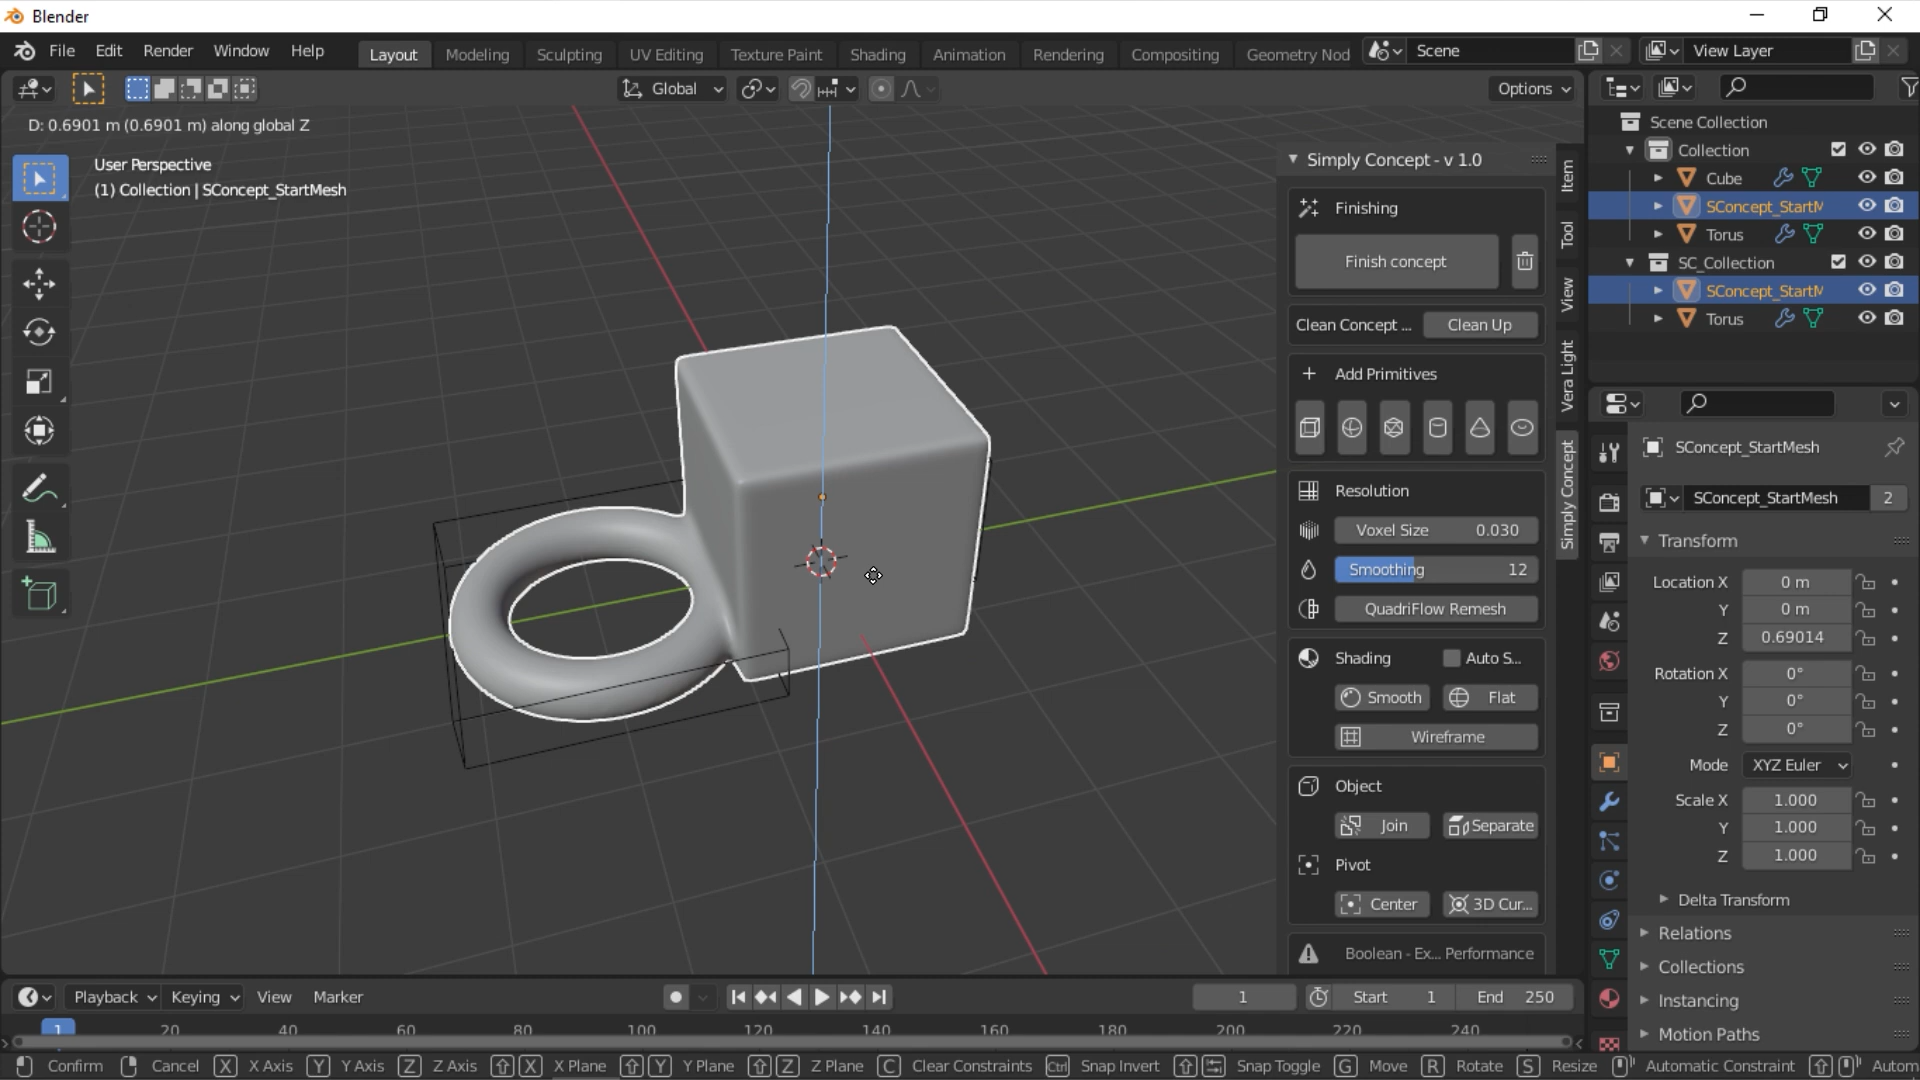 Blender
File Edit Render Window Help
Layout Modeling Sculpting UV Editing Texture Paint Shading Animation Rendering Compositing Geometry Nod
Scene
View Layer
Global
Options
D: 0.6901 m (0.6901 m) along global Z
User Perspective
(1) Collection | SConcept_StartMesh
Simply Concept - v 1.0
Finishing
Finish concept
Clean Concept ... Clean Up
+ Add Primitives
Resolution
Voxel Size 0.030
Smoothing 12
QuadriFlow Remesh
Shading Auto S...
Smooth Flat
Wireframe
Object
Join Separate
Pivot
Center 3D Cur...
Boolean - Ex... Performance
Item
Tool
View
Vera Light
Simply Concept
Scene Collection
Collection
Cube
SConcept_StartM
Torus
SC_Collection
SConcept_StartM
Torus
SConcept_StartMesh
SConcept_StartMesh 2
Transform
Location X 0 m
Y 0 m
Z 0.69014
Rotation X 0°
Y 0°
Z 0°
Mode XYZ Euler
Scale X 1.000
Y 1.000
Z 1.000
Delta Transform
Relations
Collections
Instancing
Motion Paths
Playback Keying View Marker
1 Start 1 End 250
1 20 40 60 80 100 120 140 160 180 200 220 240
Confirm Cancel X X Axis Y Y Axis Z Z Axis X X Plane Y Y Plane Z Z Plane C Clear Constraints Ctrl Snap Invert Snap Toggle G Move R Rotate S Resize Automatic Constraint Autom